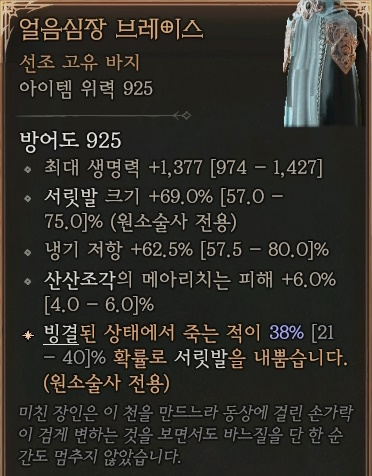 얼음심장 브레이스
선조 고유 바지
아이템 위력 925
방어도 925
최대 생명력 +1,377 [974 – 1,427]
서릿발 크기 +69.0% [57.0 –
75.0]% (원소술사 전용)
냉기 저항 +62.5% [57.5 – 80.0]%
산산조각의 메아리치는 피해 +6.0%
[4.0 – 6.0]%
빙결된 상태에서 죽는 적이 38% [21
– 40]% 확률로 서릿발을 내뿜습니다.
(원소술사 전용)
미친 장인은 이 천을 만드느라 동상에 걸린 손가락
이 검게 변하는 것을 보면서도 바느질을 단 한 순
간도 멈추지 않았습니다.